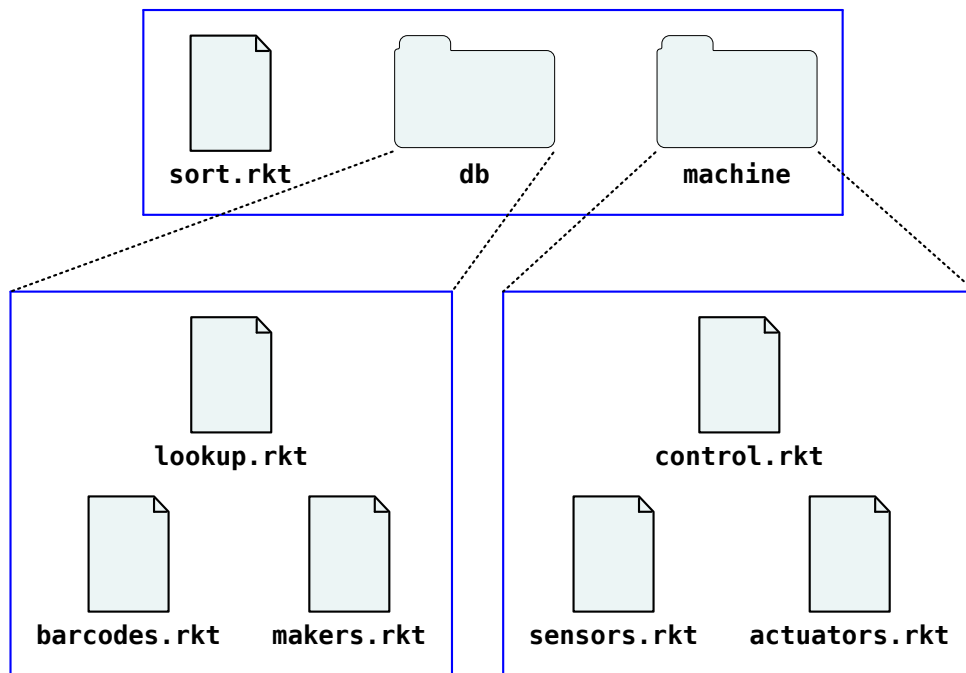 sort.rkt db machine
lookup.rkt control.rkt
barcodes.rkt makers.rkt sensors.rkt actuators.rkt